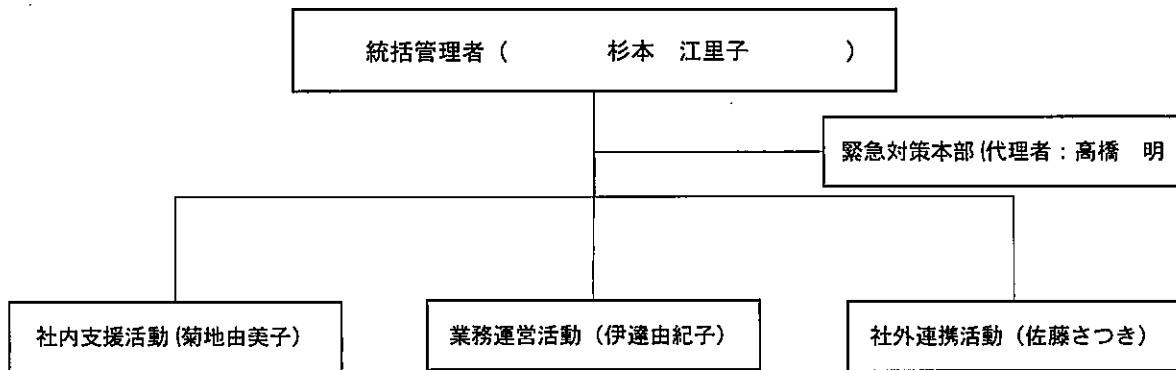 統括管理者（　　　杉本　江里子　　　）
緊急対策本部(代理者：高橋　明
社内支援活動(菊地由美子）
業務運営活動（伊達由紀子）
社外連携活動（佐藤さつき）